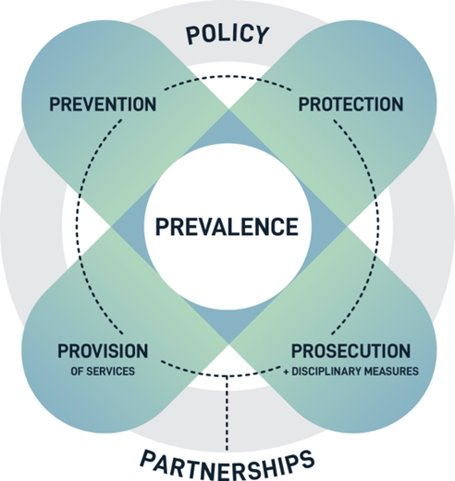 POLICY
PREVENTION
PROTECTION
PREVALENCE
PROVISION
OF SERVICES
PROSECUTION
+ DISCIPLINARY MEASURES
PARTNERSHIPS